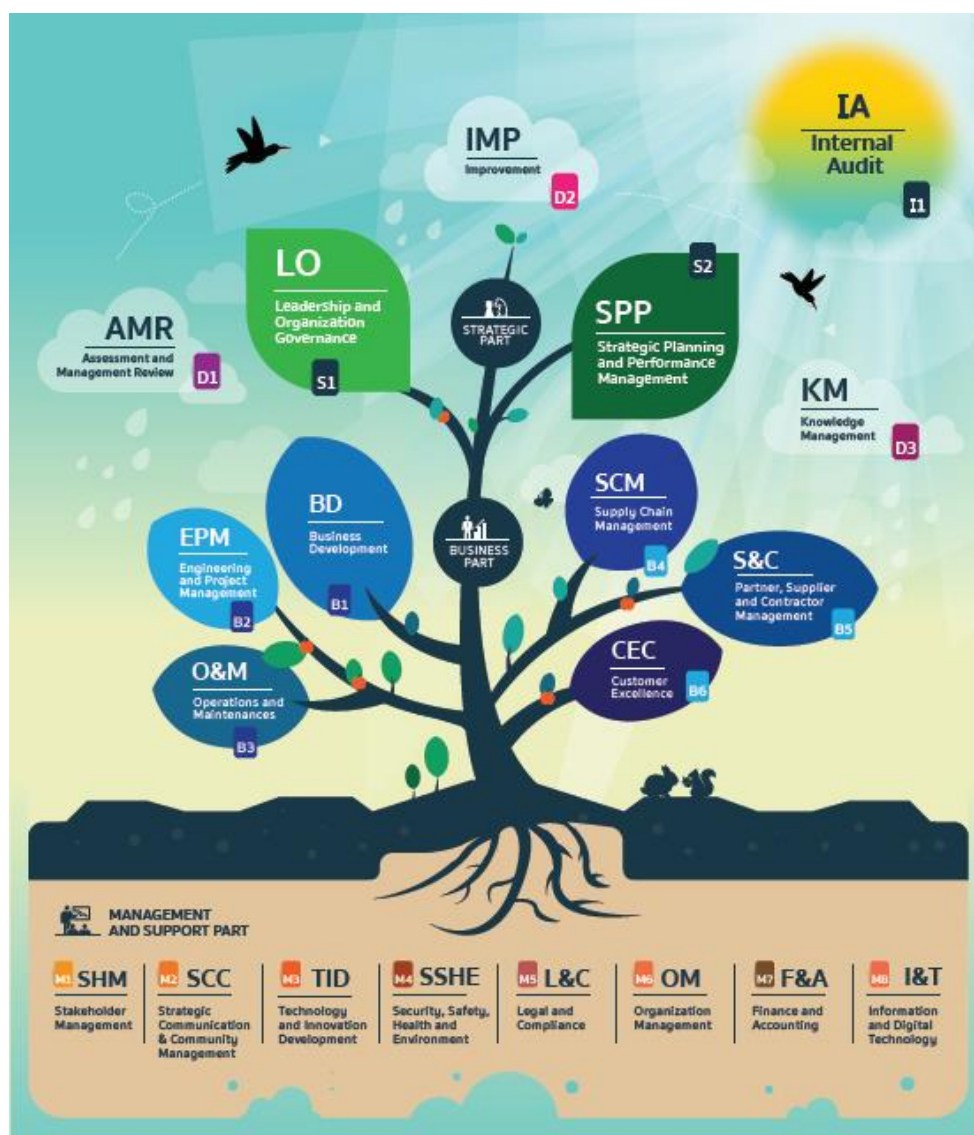 IMP
Improvement
D2
IA
Internal
Audit
I1
LO
Leadership and
Organization
Governance
S1
STRATEGIC
PART
S2
SPP
Strategic Planning
and Performance
Management
AMR
Assessment and
Management Review
D1
KM
Knowledge
Management
D3
BD
Business
Development
B1
BUSINESS
PART
SCM
Supply Chain
Management
B4
EPM
Engineering
and Project
Management
B2
S&C
Partner, Supplier
and Contractor
Management
B5
O&M
Operations and
Maintenances
B3
CEC
Customer
Excellence
B6
MANAGEMENT
AND SUPPORT PART
M1 SHM
Stakeholder
Management
M2 SCC
Strategic
Communication
& Community
Management
M3 TID
Technology
and Innovation
Development
M4 SSHE
Security, Safety,
Health and
Environment
M5 L&C
Legal and
Compliance
M6 OM
Organization
Management
M7 F&A
Finance and
Accounting
M8 I&T
Information
and Digital
Technology